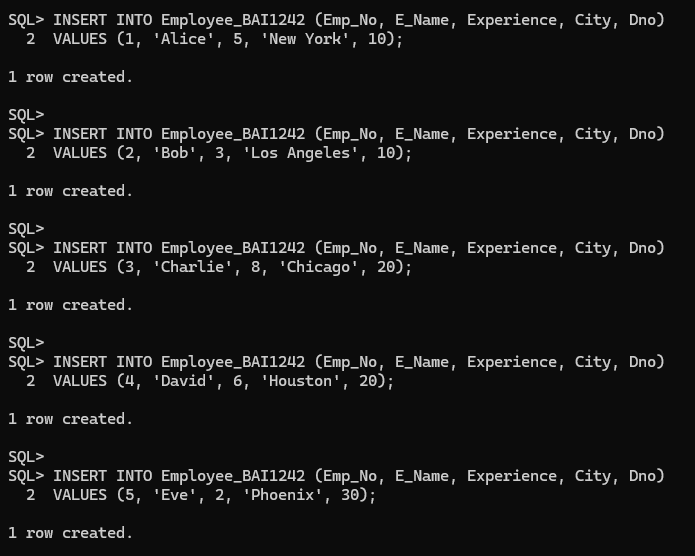 SQL> INSERT INTO Employee_BAI1242 (Emp_No, E_Name, Experience, City, Dno)
  2  VALUES (1, 'Alice', 5, 'New York', 10);
1 row created.
SQL>
SQL> INSERT INTO Employee_BAI1242 (Emp_No, E_Name, Experience, City, Dno)
  2  VALUES (2, 'Bob', 3, 'Los Angeles', 10);
1 row created.
SQL>
SQL> INSERT INTO Employee_BAI1242 (Emp_No, E_Name, Experience, City, Dno)
  2  VALUES (3, 'Charlie', 8, 'Chicago', 20);
1 row created.
SQL>
SQL> INSERT INTO Employee_BAI1242 (Emp_No, E_Name, Experience, City, Dno)
  2  VALUES (4, 'David', 6, 'Houston', 20);
1 row created.
SQL>
SQL> INSERT INTO Employee_BAI1242 (Emp_No, E_Name, Experience, City, Dno)
  2  VALUES (5, 'Eve', 2, 'Phoenix', 30);
1 row created.